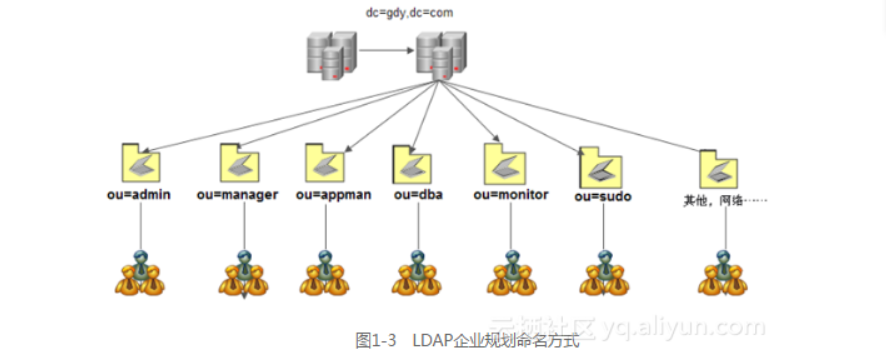 dc=gdy,dc=com
ou=admin
ou=manager
ou=appman
ou=dba
ou=monitor
ou=sudo
其他，网络……
云栖社区 yq.aliyun.com
图1-3 LDAP企业规划命名方式